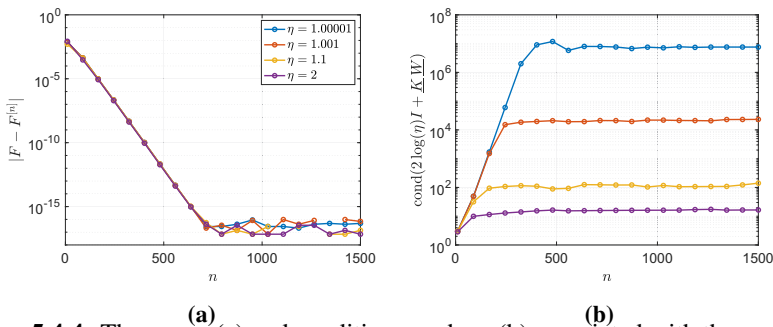 10^0
10^-5
10^-10
10^-15
|F − F^[n]|
0 500 1000 1500
n
η = 1.00001
η = 1.001
η = 1.1
η = 2
(a)
10^8
10^6
10^4
10^2
10^0
cond(2 log(η)I + K W)
0 500 1000 1500
n
(b)